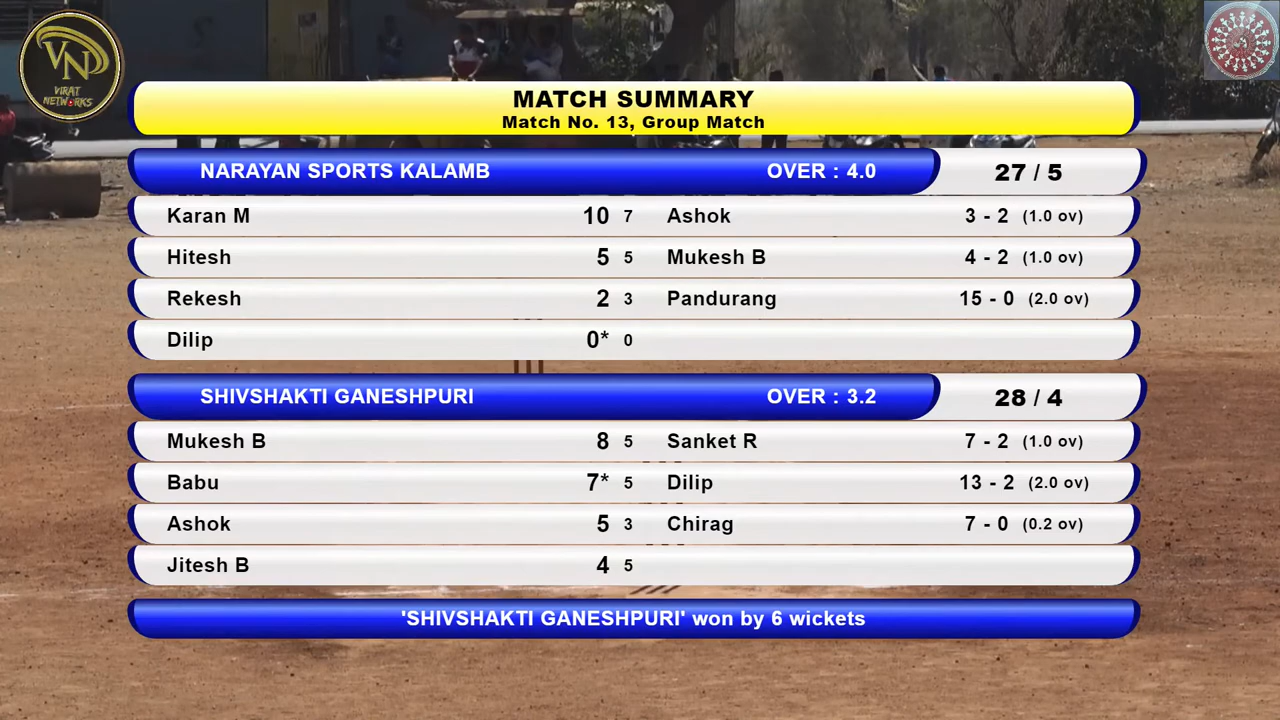 VN
VIRAT
NETWORKS
MATCH SUMMARY
Match No. 13, Group Match
NARAYAN SPORTS KALAMB OVER : 4.0 27 / 5
Karan M 10 7 Ashok 3 - 2 (1.0 ov)
Hitesh 5 5 Mukesh B 4 - 2 (1.0 ov)
Rekesh 2 3 Pandurang 15 - 0 (2.0 ov)
Dilip 0* 0
SHIVSHAKTI GANESHPURI OVER : 3.2 28 / 4
Mukesh B 8 5 Sanket R 7 - 2 (1.0 ov)
Babu 7* 5 Dilip 13 - 2 (2.0 ov)
Ashok 5 3 Chirag 7 - 0 (0.2 ov)
Jitesh B 4 5
'SHIVSHAKTI GANESHPURI' won by 6 wickets